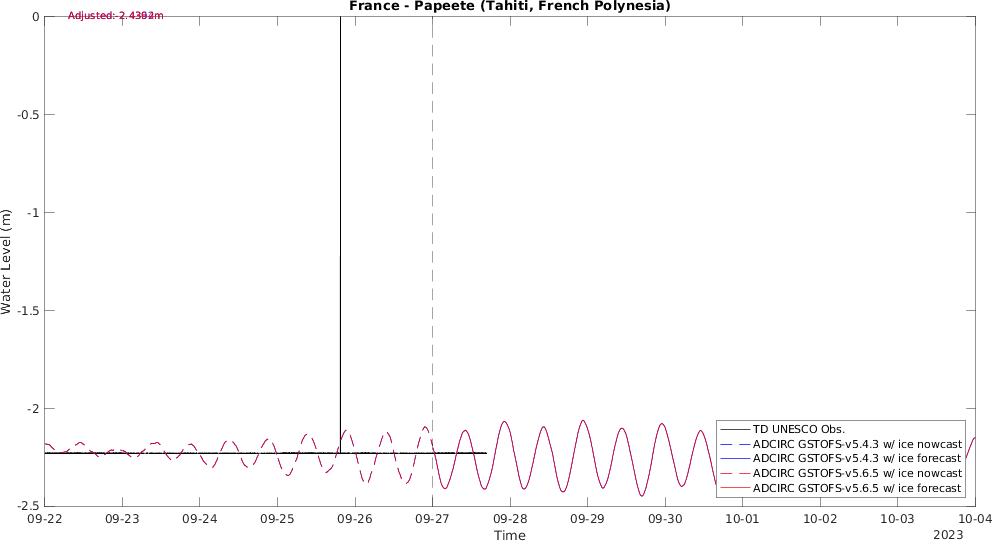 France - Papeete (Tahiti, French Polynesia)
Adjusted:
0
-0.5
-1
-1.5
-2
-2.5
Water Level (m)
TD UNESCO Obs.
ADCIRC GSTOFS-v5.4.3 w/ ice nowcast
ADCIRC GSTOFS-v5.4.3 w/ ice forecast
ADCIRC GSTOFS-v5.6.5 w/ ice nowcast
ADCIRC GSTOFS-v5.6.5 w/ ice forecast
09-22 09-23 09-24 09-25 09-26 09-27 09-28 09-29 09-30 10-01 10-02 10-03 10-04
Time
2023